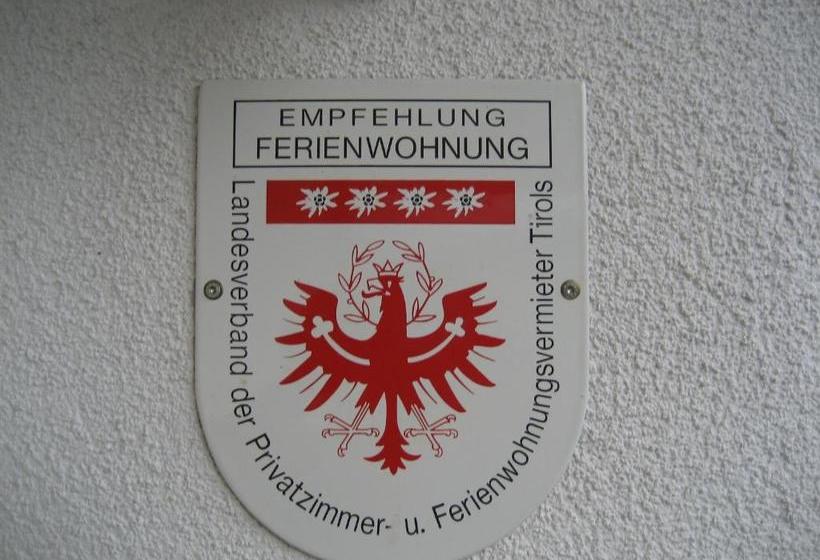 EMPFEHLUNG
FERIENWOHNUNG
Landesverband der Privatzimmer- u. Ferienwohnungsvermieter Tirols